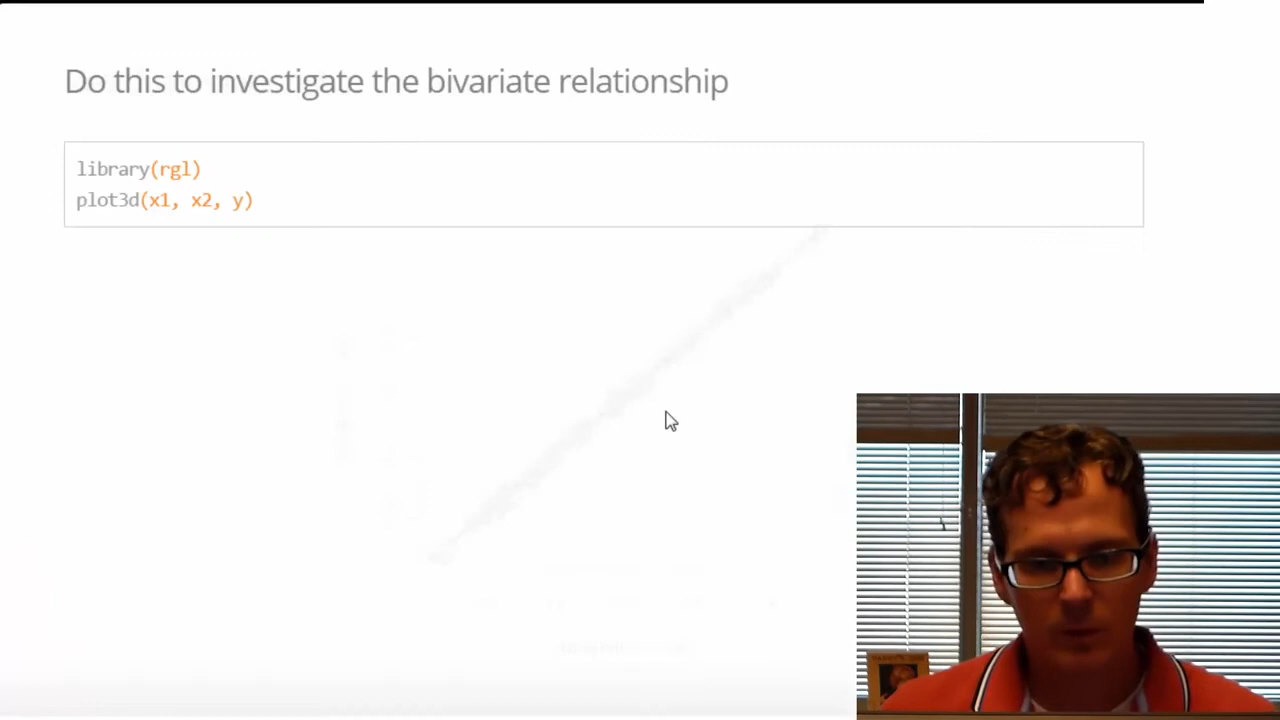 Do this to investigate the bivariate relationship
library(rgl)
plot3d(x1, x2, y)